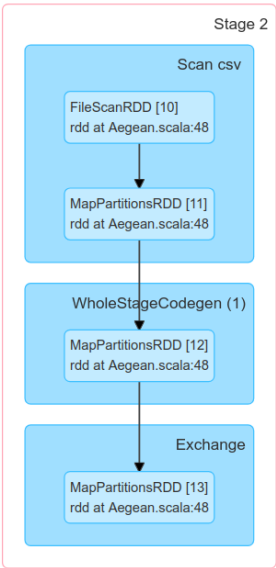 Stage 2
Scan csv
FileScanRDD [10]
rdd at Aegean.scala:48
MapPartitionsRDD [11]
rdd at Aegean.scala:48
WholeStageCodegen (1)
MapPartitionsRDD [12]
rdd at Aegean.scala:48
Exchange
MapPartitionsRDD [13]
rdd at Aegean.scala:48